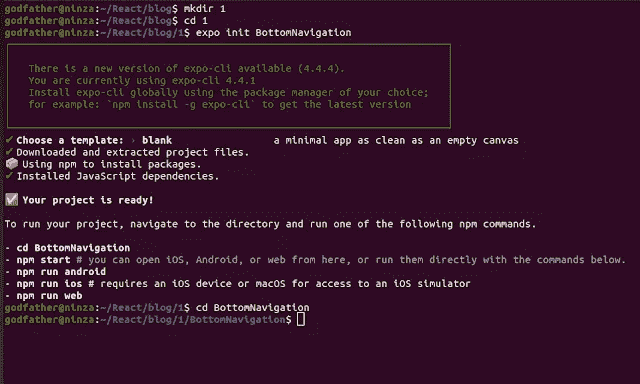 godfather@ninza:~/React/blog$ mkdir 1
godfather@ninza:~/React/blog$ cd 1
godfather@ninza:~/React/blog/1$ expo init BottomNavigation
There is a new version of expo-cli available (4.4.4).
You are currently using expo-cli 4.4.1
Install expo-cli globally using the package manager of your choice;
for example: `npm install -g expo-cli` to get the latest version
✔ Choose a template: › blank a minimal app as clean as an empty canvas
✔ Downloaded and extracted project files.
📦 Using npm to install packages.
✔ Installed JavaScript dependencies.
✅ Your project is ready!
To run your project, navigate to the directory and run one of the following npm commands.
- cd BottomNavigation
- npm start # you can open iOS, Android, or web from here, or run them directly with the commands below.
- npm run android
- npm run ios # requires an iOS device or macOS for access to an iOS simulator
- npm run web
godfather@ninza:~/React/blog/1$ cd BottomNavigation
godfather@ninza:~/React/blog/1/BottomNavigation$